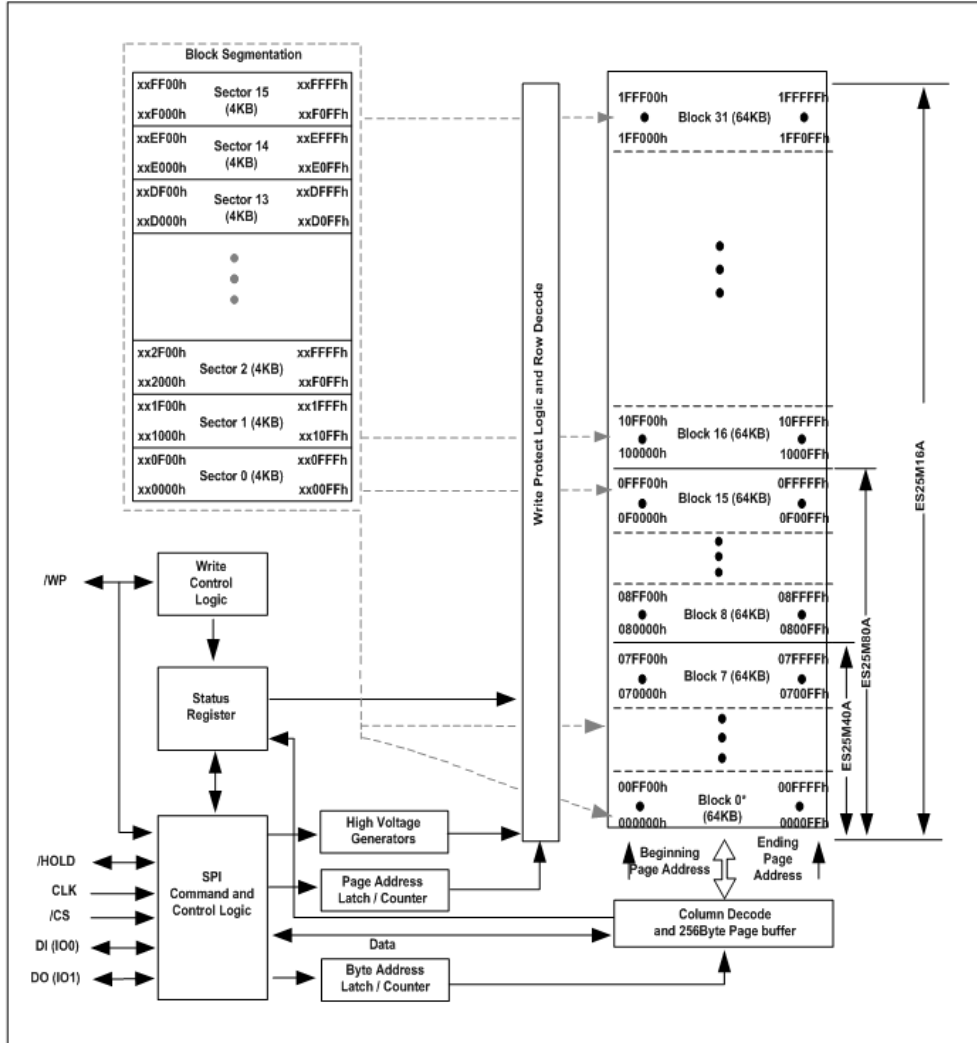 Block Segmentation
xxFF00h xxFFFFh
Sector 15
(4KB)
xxF000h xxF0FFh
xxEF00h xxEFFFh
Sector 14
(4KB)
xxE000h xxE0FFh
xxDF00h xxDFFFh
Sector 13
(4KB)
xxD000h xxD0FFh
xx2F00h xxFFFFh
Sector 2 (4KB)
xx2000h xxF0FFh
xx1F00h xx1FFFh
Sector 1 (4KB)
xx1000h xx10FFh
xx0F00h xx0FFFh
Sector 0 (4KB)
xx0000h xx00FFh
Write Protect Logic and Row Decode
1FFF00h 1FFFFFh
Block 31 (64KB)
1FF000h 1FF0FFh
10FF00h 10FFFFh
Block 16 (64KB)
100000h 1000FFh
0FFF00h 0FFFFFh
Block 15 (64KB)
0F0000h 0F00FFh
08FF00h 08FFFFh
Block 8 (64KB)
080000h 0800FFh
07FF00h 07FFFFh
Block 7 (64KB)
070000h 0700FFh
00FF00h 00FFFFh
Block 0*
(64KB)
000000h 0000FFh
ES25M40A
ES25M80A
ES25M16A
/WP
Write
Control
Logic
Status
Register
High Voltage
Generators
Page Address
Latch / Counter
SPI
Command and
Control Logic
/HOLD
CLK
/CS
DI (IO0)
DO (IO1)
Data
Byte Address
Latch / Counter
Beginning
Page Address
Ending
Page
Address
Column Decode
and 256Byte Page buffer